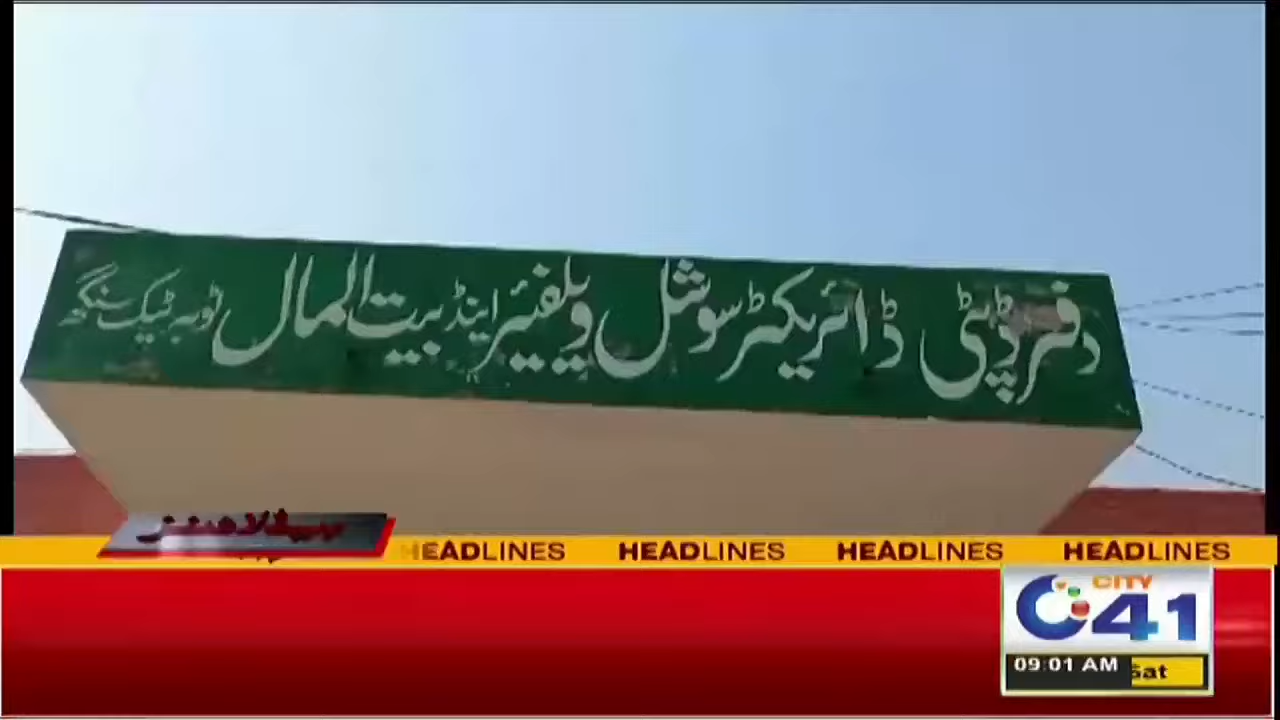 دفتر ڈپٹی ڈائریکٹر سوشل ویلفیئر اینڈ بیت المال ٹوبہ ٹیک سنگھ
ہیڈلائنز
HEADLINES HEADLINES HEADLINES HEADLINES
CITY
41
09:01 AM Sat